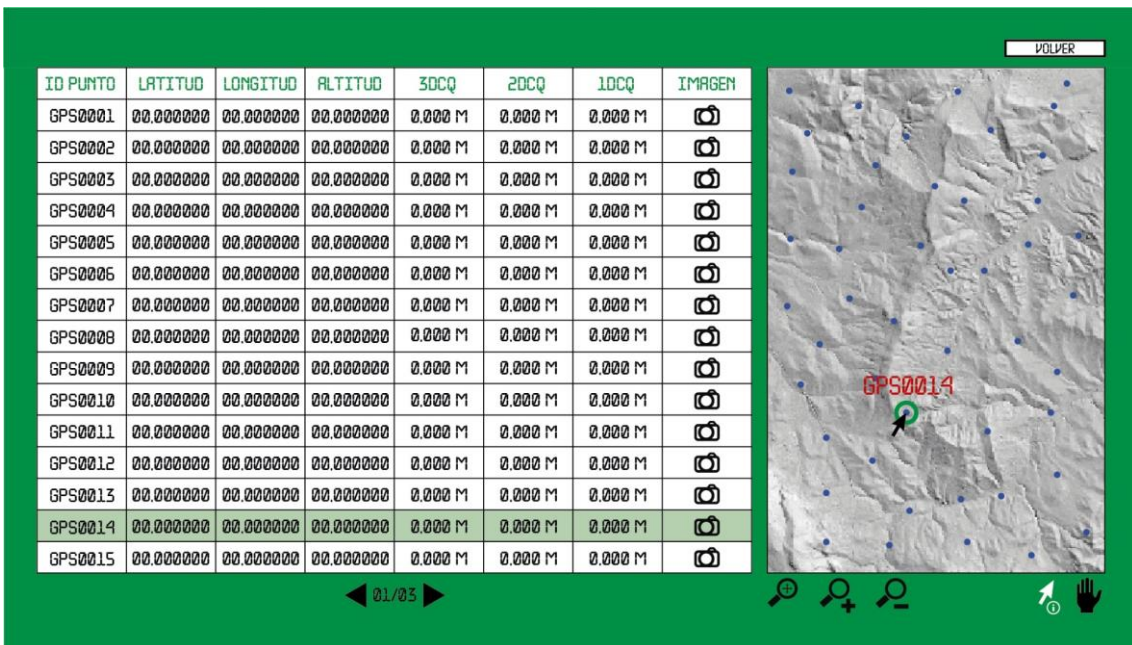 VOLVER
ID PUNTO LATITUD LONGITUD ALTITUD 3DCQ 2DCQ 1DCQ IMAGEN
GPS0001 00.000000 00.000000 00.000000 0.000 M 0.000 M 0.000 M
GPS0002 00.000000 00.000000 00.000000 0.000 M 0.000 M 0.000 M
GPS0003 00.000000 00.000000 00.000000 0.000 M 0.000 M 0.000 M
GPS0004 00.000000 00.000000 00.000000 0.000 M 0.000 M 0.000 M
GPS0005 00.000000 00.000000 00.000000 0.000 M 0.000 M 0.000 M
GPS0006 00.000000 00.000000 00.000000 0.000 M 0.000 M 0.000 M
GPS0007 00.000000 00.000000 00.000000 0.000 M 0.000 M 0.000 M
GPS0008 00.000000 00.000000 00.000000 0.000 M 0.000 M 0.000 M
GPS0009 00.000000 00.000000 00.000000 0.000 M 0.000 M 0.000 M
GPS0010 00.000000 00.000000 00.000000 0.000 M 0.000 M 0.000 M
GPS0011 00.000000 00.000000 00.000000 0.000 M 0.000 M 0.000 M
GPS0012 00.000000 00.000000 00.000000 0.000 M 0.000 M 0.000 M
GPS0013 00.000000 00.000000 00.000000 0.000 M 0.000 M 0.000 M
GPS0014 00.000000 00.000000 00.000000 0.000 M 0.000 M 0.000 M
GPS0015 00.000000 00.000000 00.000000 0.000 M 0.000 M 0.000 M
01/03
GPS0014